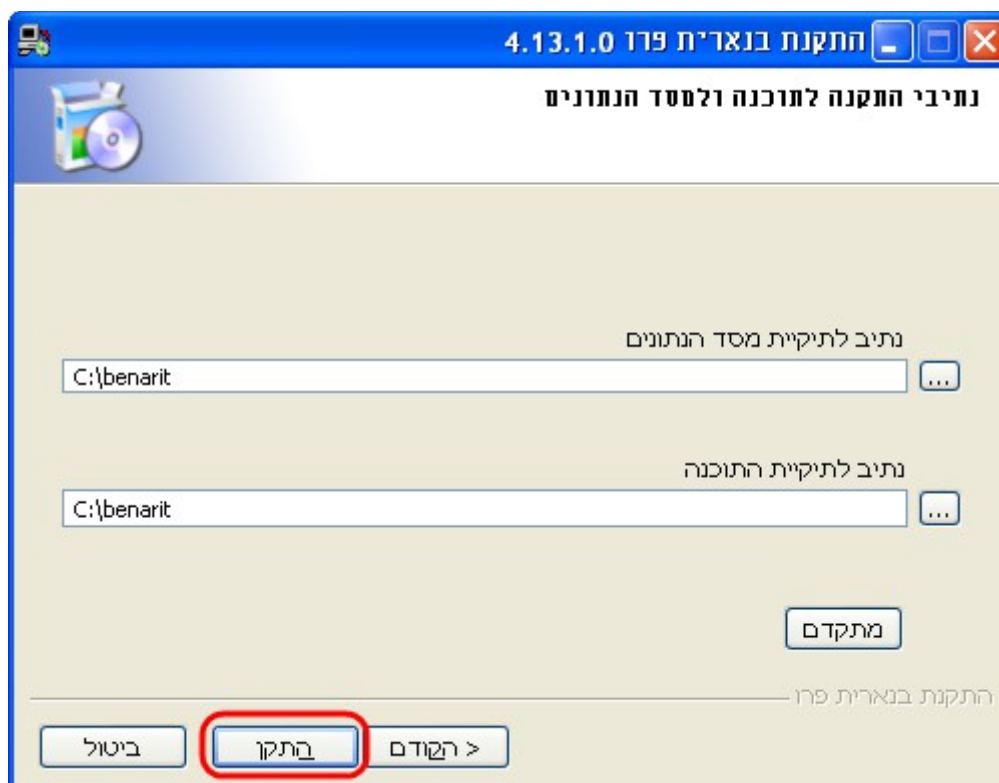 התקנת בנארית פרו 4.13.1.0
נתיבי התקנה לתוכנה ולמסד הנתונים
נתיב לתיקיית מסד הנתונים
C:\benarit
...
נתיב לתיקיית התוכנה
C:\benarit
...
מתקדם
התקנת בנארית פרו
< הקודם
התקן
ביטול